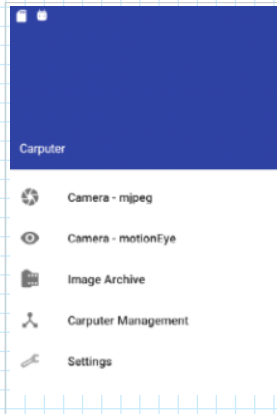 Carputer
Camera - mjpeg
Camera - motionEye
Image Archive
Carputer Management
Settings